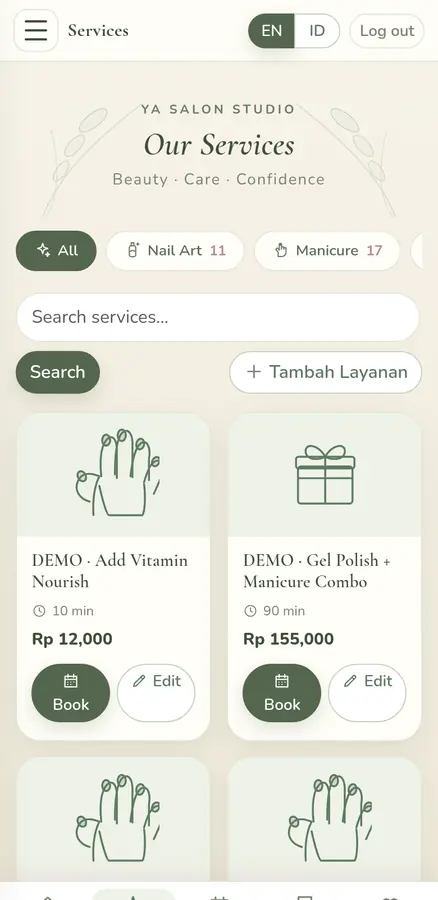 Services
EN
ID
Log out
YA SALON STUDIO
Our Services
Beauty · Care · Confidence
All
Nail Art 11
Manicure 17
Search services...
Search
+ Tambah Layanan
DEMO · Add Vitamin
Nourish
10 min
Rp 12,000
Book
Edit
DEMO · Gel Polish +
Manicure Combo
90 min
Rp 155,000
Book
Edit